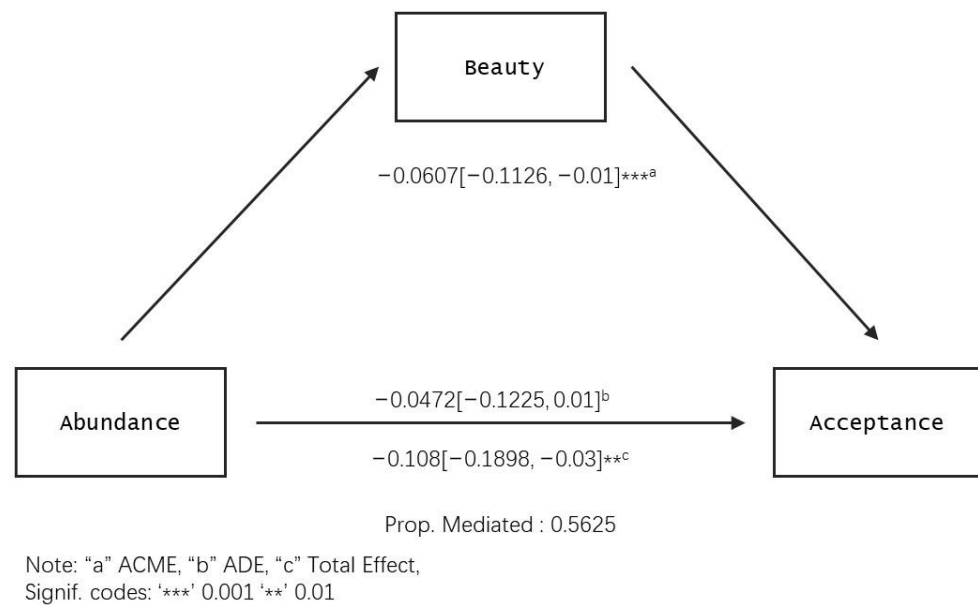 Beauty
−0.0607[−0.1126, −0.01]***ᵃ
Abundance
−0.0472[−0.1225, 0.01]ᵇ
Acceptance
−0.108[−0.1898, −0.03]**ᶜ
Prop. Mediated : 0.5625
Note: “a” ACME, “b” ADE, “c” Total Effect,
Signif. codes: ‘***’ 0.001 ‘**’ 0.01